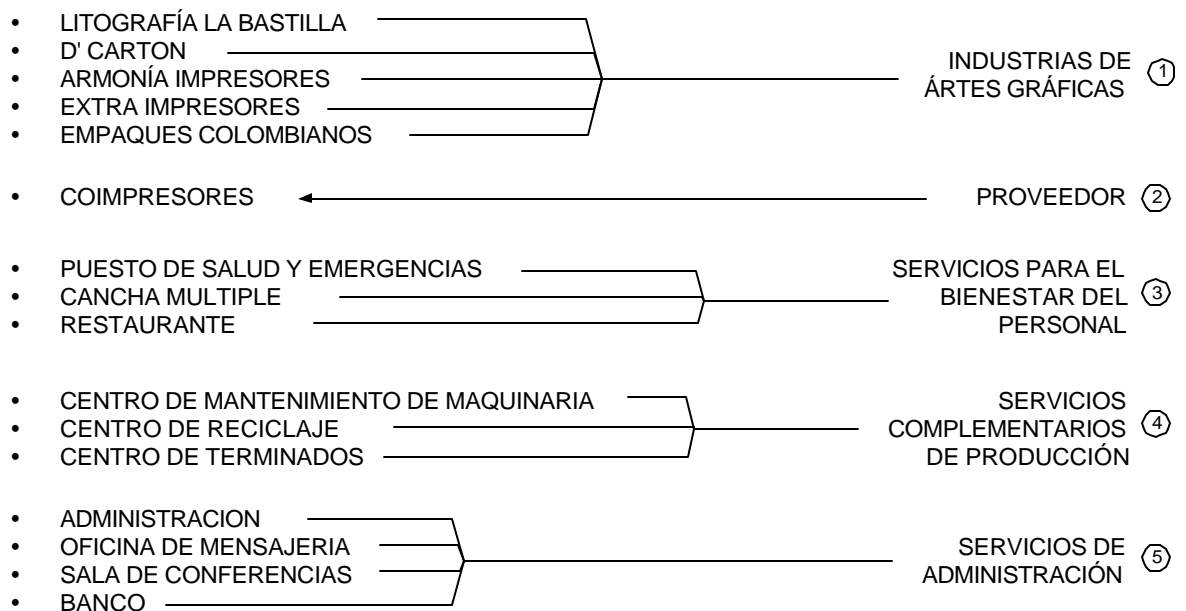 • LITOGRAFÍA LA BASTILLA
• D' CARTON
• ARMONÍA IMPRESORES
• EXTRA IMPRESORES
• EMPAQUES COLOMBIANOS
INDUSTRIAS DE
ÁRTES GRÁFICAS
1
• COIMPRESORES
PROVEEDOR 2
• PUESTO DE SALUD Y EMERGENCIAS
• CANCHA MULTIPLE
• RESTAURANTE
SERVICIOS PARA EL
BIENESTAR DEL 3
PERSONAL
• CENTRO DE MANTENIMIENTO DE MAQUINARIA
• CENTRO DE RECICLAJE
• CENTRO DE TERMINADOS
SERVICIOS
COMPLEMENTARIOS 4
DE PRODUCCIÓN
• ADMINISTRACION
• OFICINA DE MENSAJERIA
• SALA DE CONFERENCIAS
• BANCO
SERVICIOS DE
ADMINISTRACIÓN
5